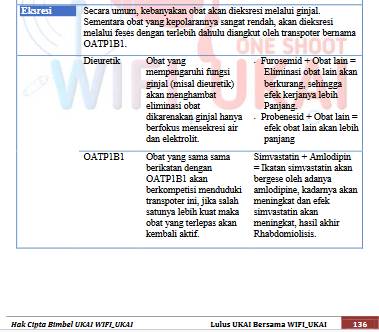 Eksresi
Secara umum, kebanyakan obat akan dieksresi melalui ginjal.
Sementara obat yang kepolarannya sangat rendah, akan dieksresi
melalui feses dengan terlebih dahulu diangkut oleh transpoter bernama
OATP1B1.
ONE SHOOT
WIFI UKAI
Dieuretik
Obat yang
mempengaruhi fungsi
ginjal (misal dieuretik)
akan menghambat
eliminasi obat
dikarenakan ginjal hanya
berfokus mensekresi air
dan elektrolit.
- Furosemid + Obat lain =
Eliminasi obat lain akan
berkurang, sehingga
efek kerjanya lebih
Panjang.
- Probenesid + Obat lain =
efek obat lain akan lebih
panjang
OATP1B1
Obat yang sama sama
berikatan dengan
OATP1B1 akan
berkompetisi menduduki
transpoter ini, jika salah
satunya lebih kuat maka
obat yang terlepas akan
kembali aktif.
Simvastatin + Amlodipin
= Ikatan simvastatin akan
bergese oleh adanya
amlodipine, kadarnya akan
meningkat dan efek
simvastatin akan
meningkat, hasil akhir
Rhabdomiolisis.
Hak Cipta Bimbel UKAI WIFI_UKAI
Lulus UKAI Bersama WIFI_UKAI
136